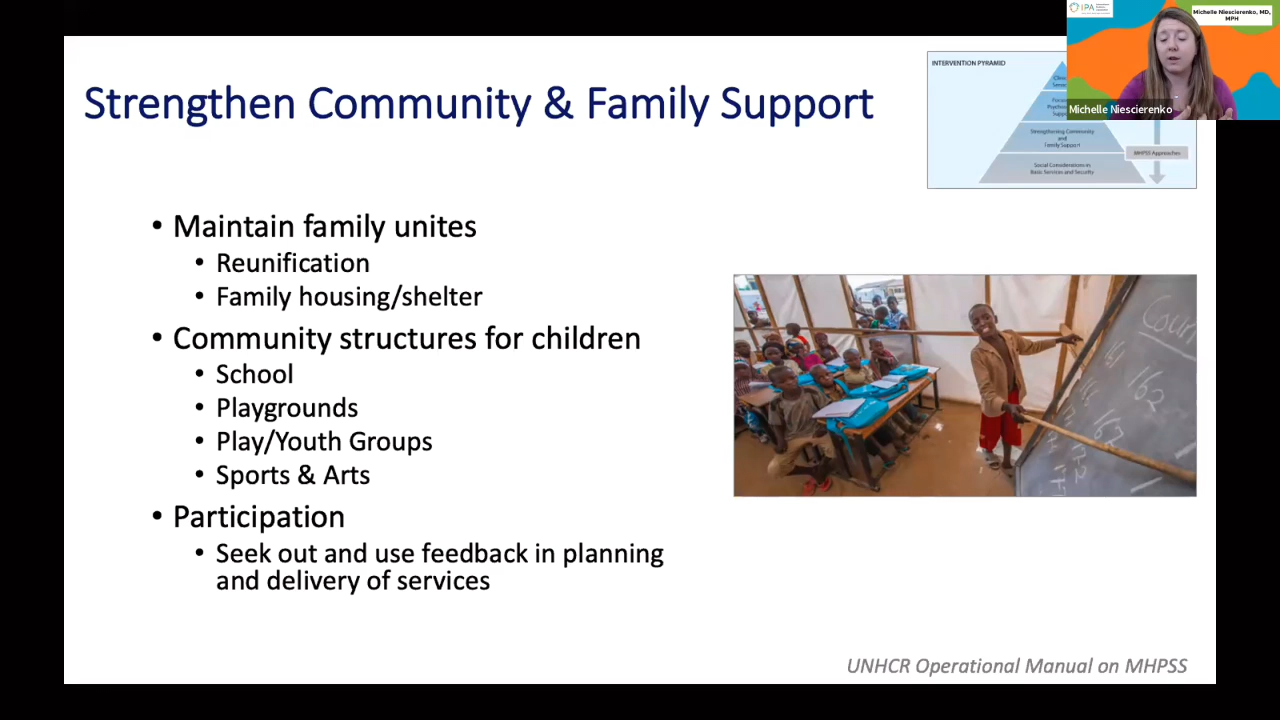 IPA
Michelle Niescierenko, MD,
MPH
Michelle Niescierenko
Strengthen Community & Family Support
INTERVENTION PYRAMID
Strengthening Community
and
Family Support
Social Considerations in
Basic Services and Security
MHPSS Approaches
• Maintain family unites
• Reunification
• Family housing/shelter
• Community structures for children
• School
• Playgrounds
• Play/Youth Groups
• Sports & Arts
• Participation
• Seek out and use feedback in planning
and delivery of services
162
UNHCR Operational Manual on MHPSS